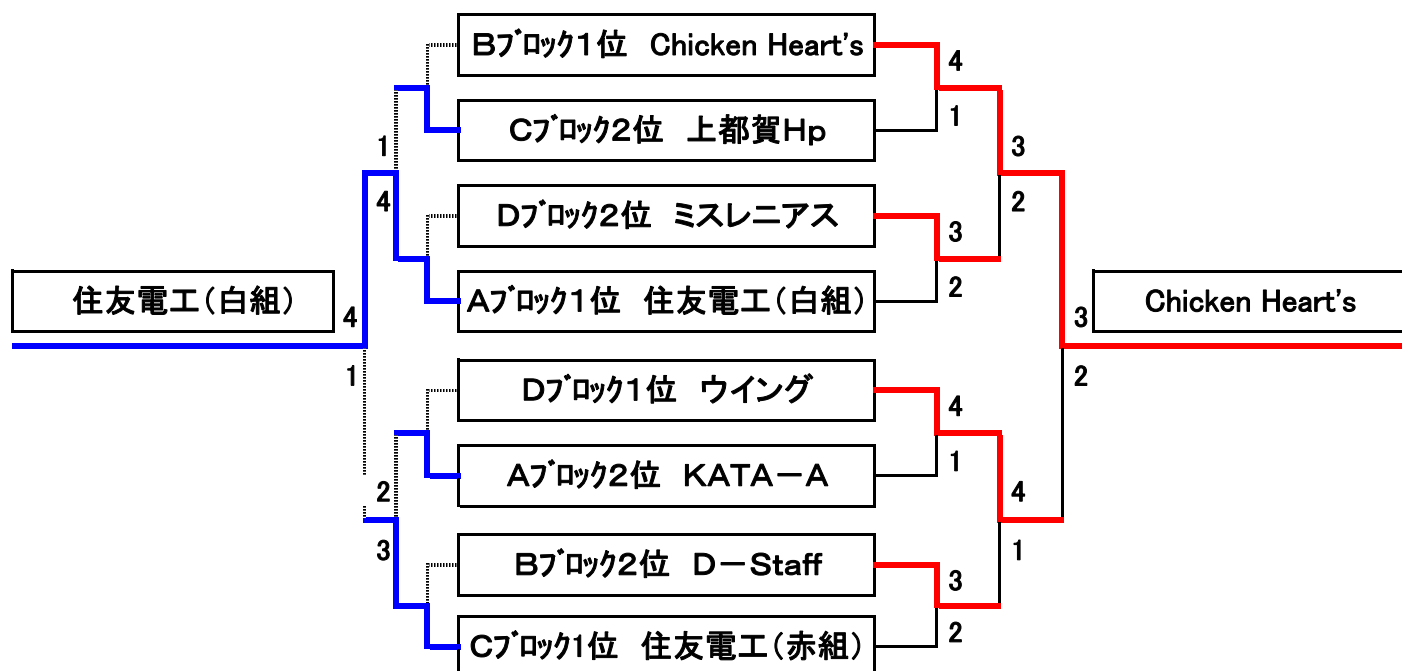 Bﾌﾞﾛｯｸ1位　Chicken Heart's
4
Cﾌﾞﾛｯｸ2位　上都賀Hp
1
1
3
4
2
Dﾌﾞﾛｯｸ2位　ミスレニアス
3
Aﾌﾞﾛｯｸ1位　住友電工(白組)
2
住友電工(白組)
4
3
Chicken Heart's
1
2
Dﾌﾞﾛｯｸ1位　ウイング
4
Aﾌﾞﾛｯｸ2位　KATA－A
1
2
4
3
1
Bﾌﾞﾛｯｸ2位　D－Staff
3
Cﾌﾞﾛｯｸ1位　住友電工(赤組)
2